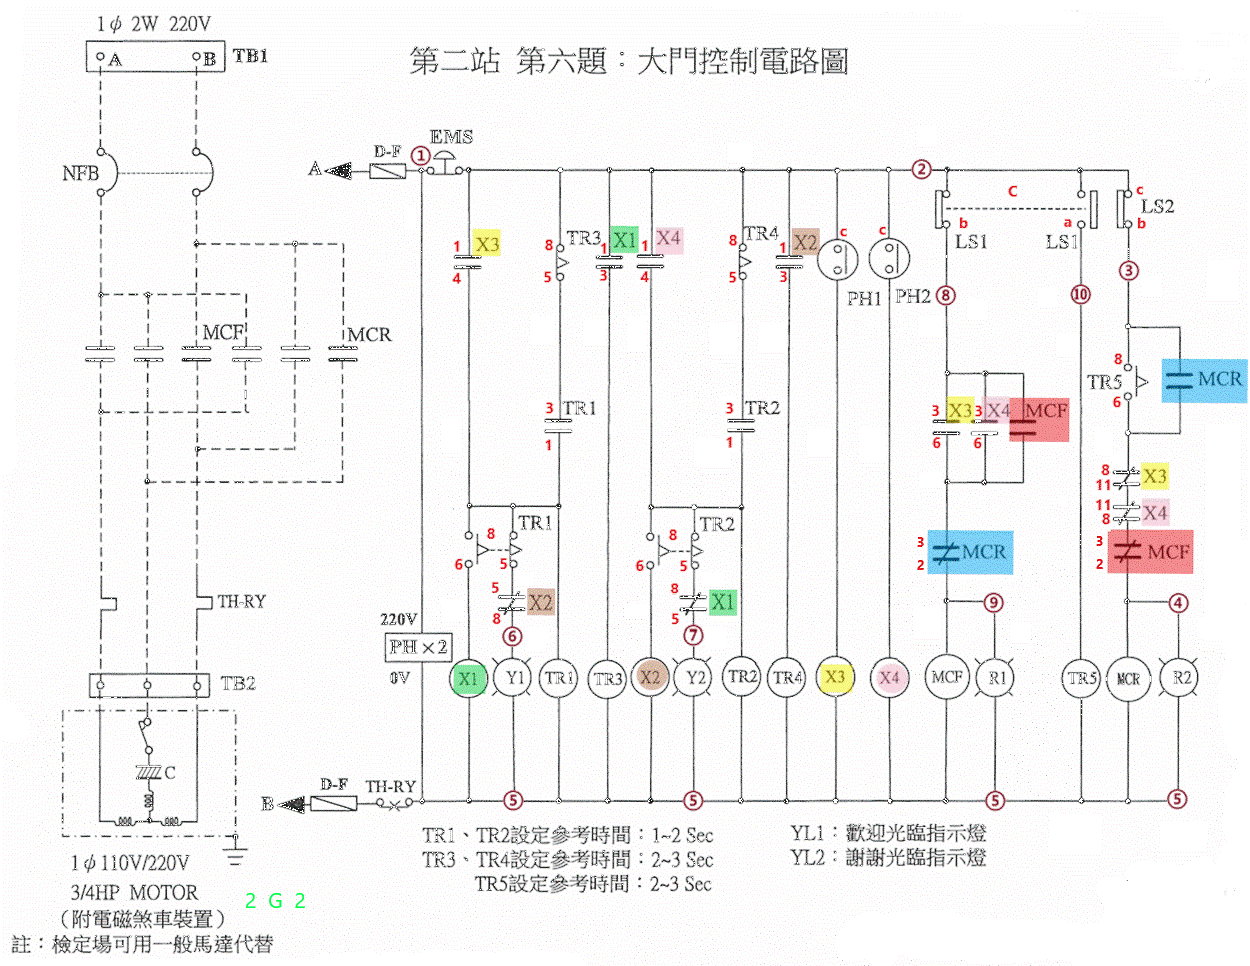 1ϕ 2W 220V
A B TB1
第二站 第六題：大門控制電路圖
NFB
A D-F ① EMS ②
C
c LS2
b a b
LS1 LS1
③
1 X3 8 TR3 X1 1 X4 8 TR4 X2 c c
4 5 1 3 4 5 1 3
PH1 PH2 ⑧ ⑩
MCF MCR
8 TR5 6 MCR
3 TR1 1
3 TR2 1
3 X3 6 3 X4 6 MCF
8 11 X3
11 8 X4
8 TR1 6 5
8 TR2 6 5
3 2 MCR
3 2 MCF
5 X2 8
8 X1 5
TH-RY
⑥ ⑦ ⑨ ④
220V
PH×2
0V
X1 Y1 TR1 TR3 X2 Y2 TR2 TR4 X3 X4 MCF R1 TR5 MCR R2
TB2
C
B D-F TH-RY ⑤ ⑤ ⑤ ⑤
TR1、TR2設定參考時間：1~2 Sec
TR3、TR4設定參考時間：2~3 Sec
TR5設定參考時間：2~3 Sec
YL1：歡迎光臨指示燈
YL2：謝謝光臨指示燈
1ϕ110V/220V
3/4HP MOTOR
（附電磁煞車裝置）
2 G 2
註：檢定場可用一般馬達代替